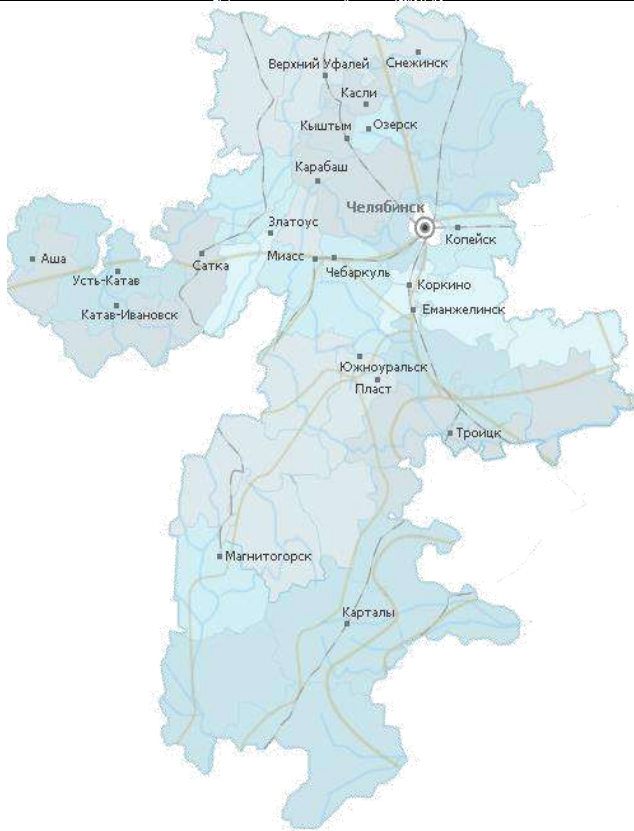 Верхний Уфалей
Снежинск
Касли
Кыштым
Озерск
Карабаш
Челябинск
Златоус
Копейск
Аша
Сатка
Миасс
Чебаркуль
Усть-Катав
Коркино
Катав-Ивановск
Еманжелинск
Южноуральск
Пласт
Троицк
Магнитогорск
Карталы